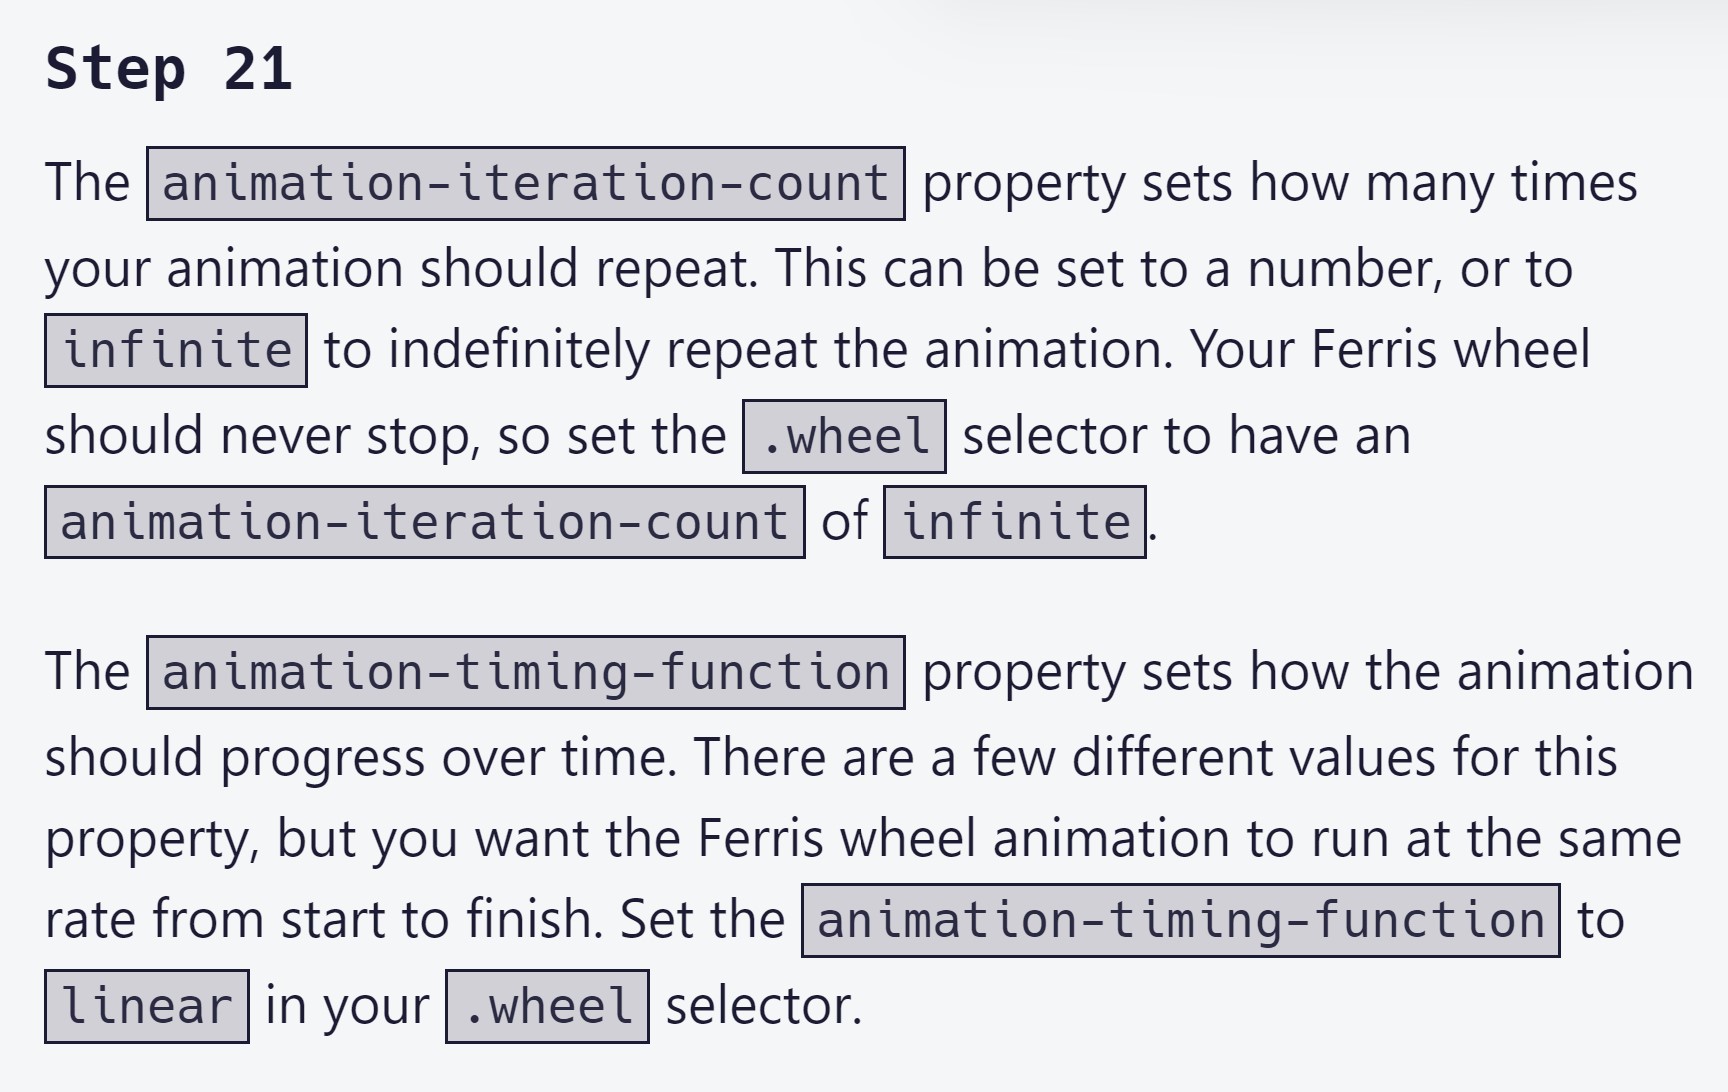 Step 21
The animation-iteration-count property sets how many times
your animation should repeat. This can be set to a number, or to
infinite to indefinitely repeat the animation. Your Ferris wheel
should never stop, so set the .wheel selector to have an
animation-iteration-count of infinite.
The animation-timing-function property sets how the animation
should progress over time. There are a few different values for this
property, but you want the Ferris wheel animation to run at the same
rate from start to finish. Set the animation-timing-function to
linear in your .wheel selector.